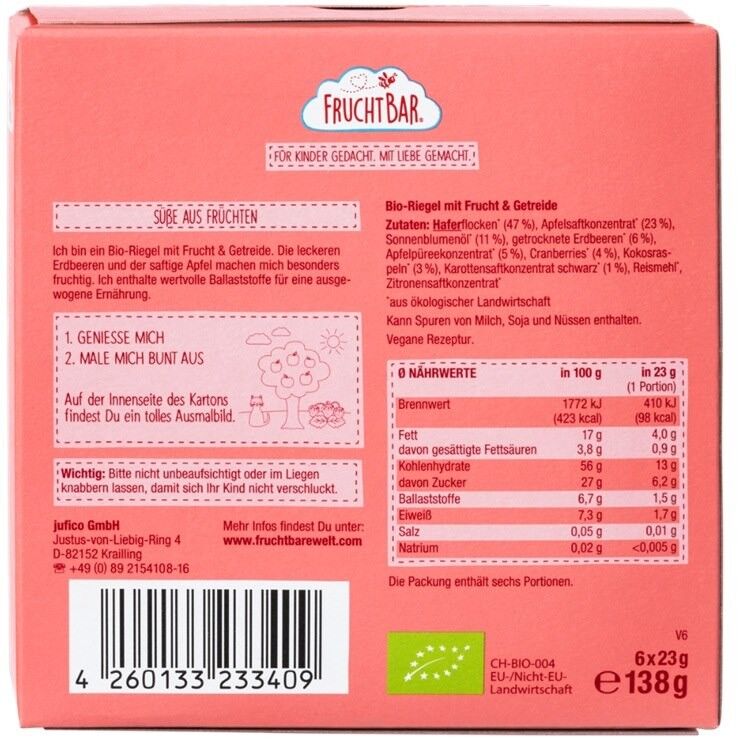 FRUCHTBAR®
FÜR KINDER GEDACHT. MIT LIEBE GEMACHT.
SÜẞE AUS FRÜCHTEN
Ich bin ein Bio-Riegel mit Frucht & Getreide. Die leckeren
Erdbeeren und der saftige Apfel machen mich besonders
fruchtig. Ich enthalte wertvolle Ballaststoffe für eine ausge-
wogene Ernährung.
1. GENIESSE MICH
2. MALE MICH BUNT AUS
Auf der Innenseite des Kartons
findest Du ein tolles Ausmalbild.
Wichtig: Bitte nicht unbeaufsichtigt oder im Liegen
knabbern lassen, damit sich Ihr Kind nicht verschluckt.
jufico GmbH
Justus-von-Liebig-Ring 4
D-82152 Krailling
☎ +49 (0) 89 2154108-16
Mehr Infos findest Du unter:
www.fruchtbarewelt.com
4 260133 233409
Bio-Riegel mit Frucht & Getreide
Zutaten: Haferflocken* (47 %), Apfelsaftkonzentrat* (23 %),
Sonnenblumenöl* (11 %), getrocknete Erdbeeren* (6 %),
Apfelpüreekonzentrat* (5 %), Cranberries* (4 %), Kokosras-
peln* (3 %), Karottensaftkonzentrat schwarz* (1 %), Reismehl*,
Zitronensaftkonzentrat*
*aus ökologischer Landwirtschaft
Kann Spuren von Milch, Soja und Nüssen enthalten.
Vegane Rezeptur.
Ø NÄHRWERTE in 100 g in 23 g
(1 Portion)
Brennwert 1772 kJ 410 kJ
(423 kcal) (98 kcal)
Fett 17 g 4,0 g
davon gesättigte Fettsäuren 3,8 g 0,9 g
Kohlenhydrate 56 g 13 g
davon Zucker 27 g 6,2 g
Ballaststoffe 6,7 g 1,5 g
Eiweiß 7,3 g 1,7 g
Salz 0,05 g 0,01 g
Natrium 0,02 g <0,005 g
Die Packung enthält sechs Portionen.
CH-BIO-004
EU-/Nicht-EU-
Landwirtschaft
V6
6x23g
℮138g